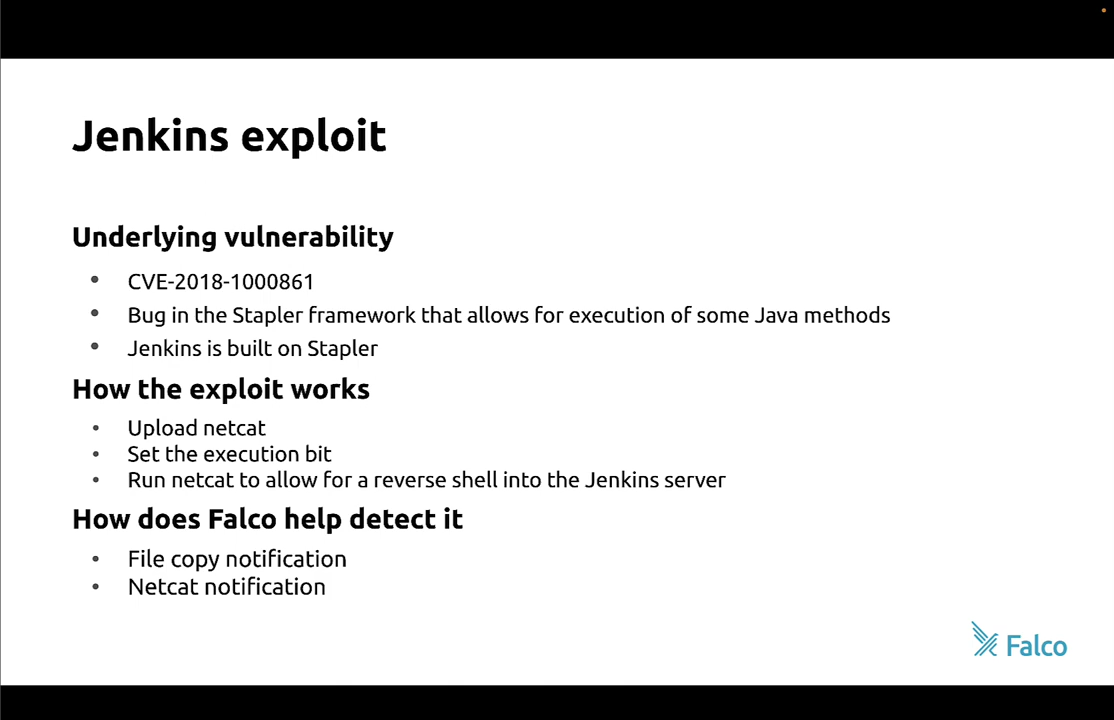 Jenkins exploit
Underlying vulnerability
• CVE-2018-1000861
• Bug in the Stapler framework that allows for execution of some Java methods
• Jenkins is built on Stapler
How the exploit works
• Upload netcat
• Set the execution bit
• Run netcat to allow for a reverse shell into the Jenkins server
How does Falco help detect it
• File copy notification
• Netcat notification
Falco